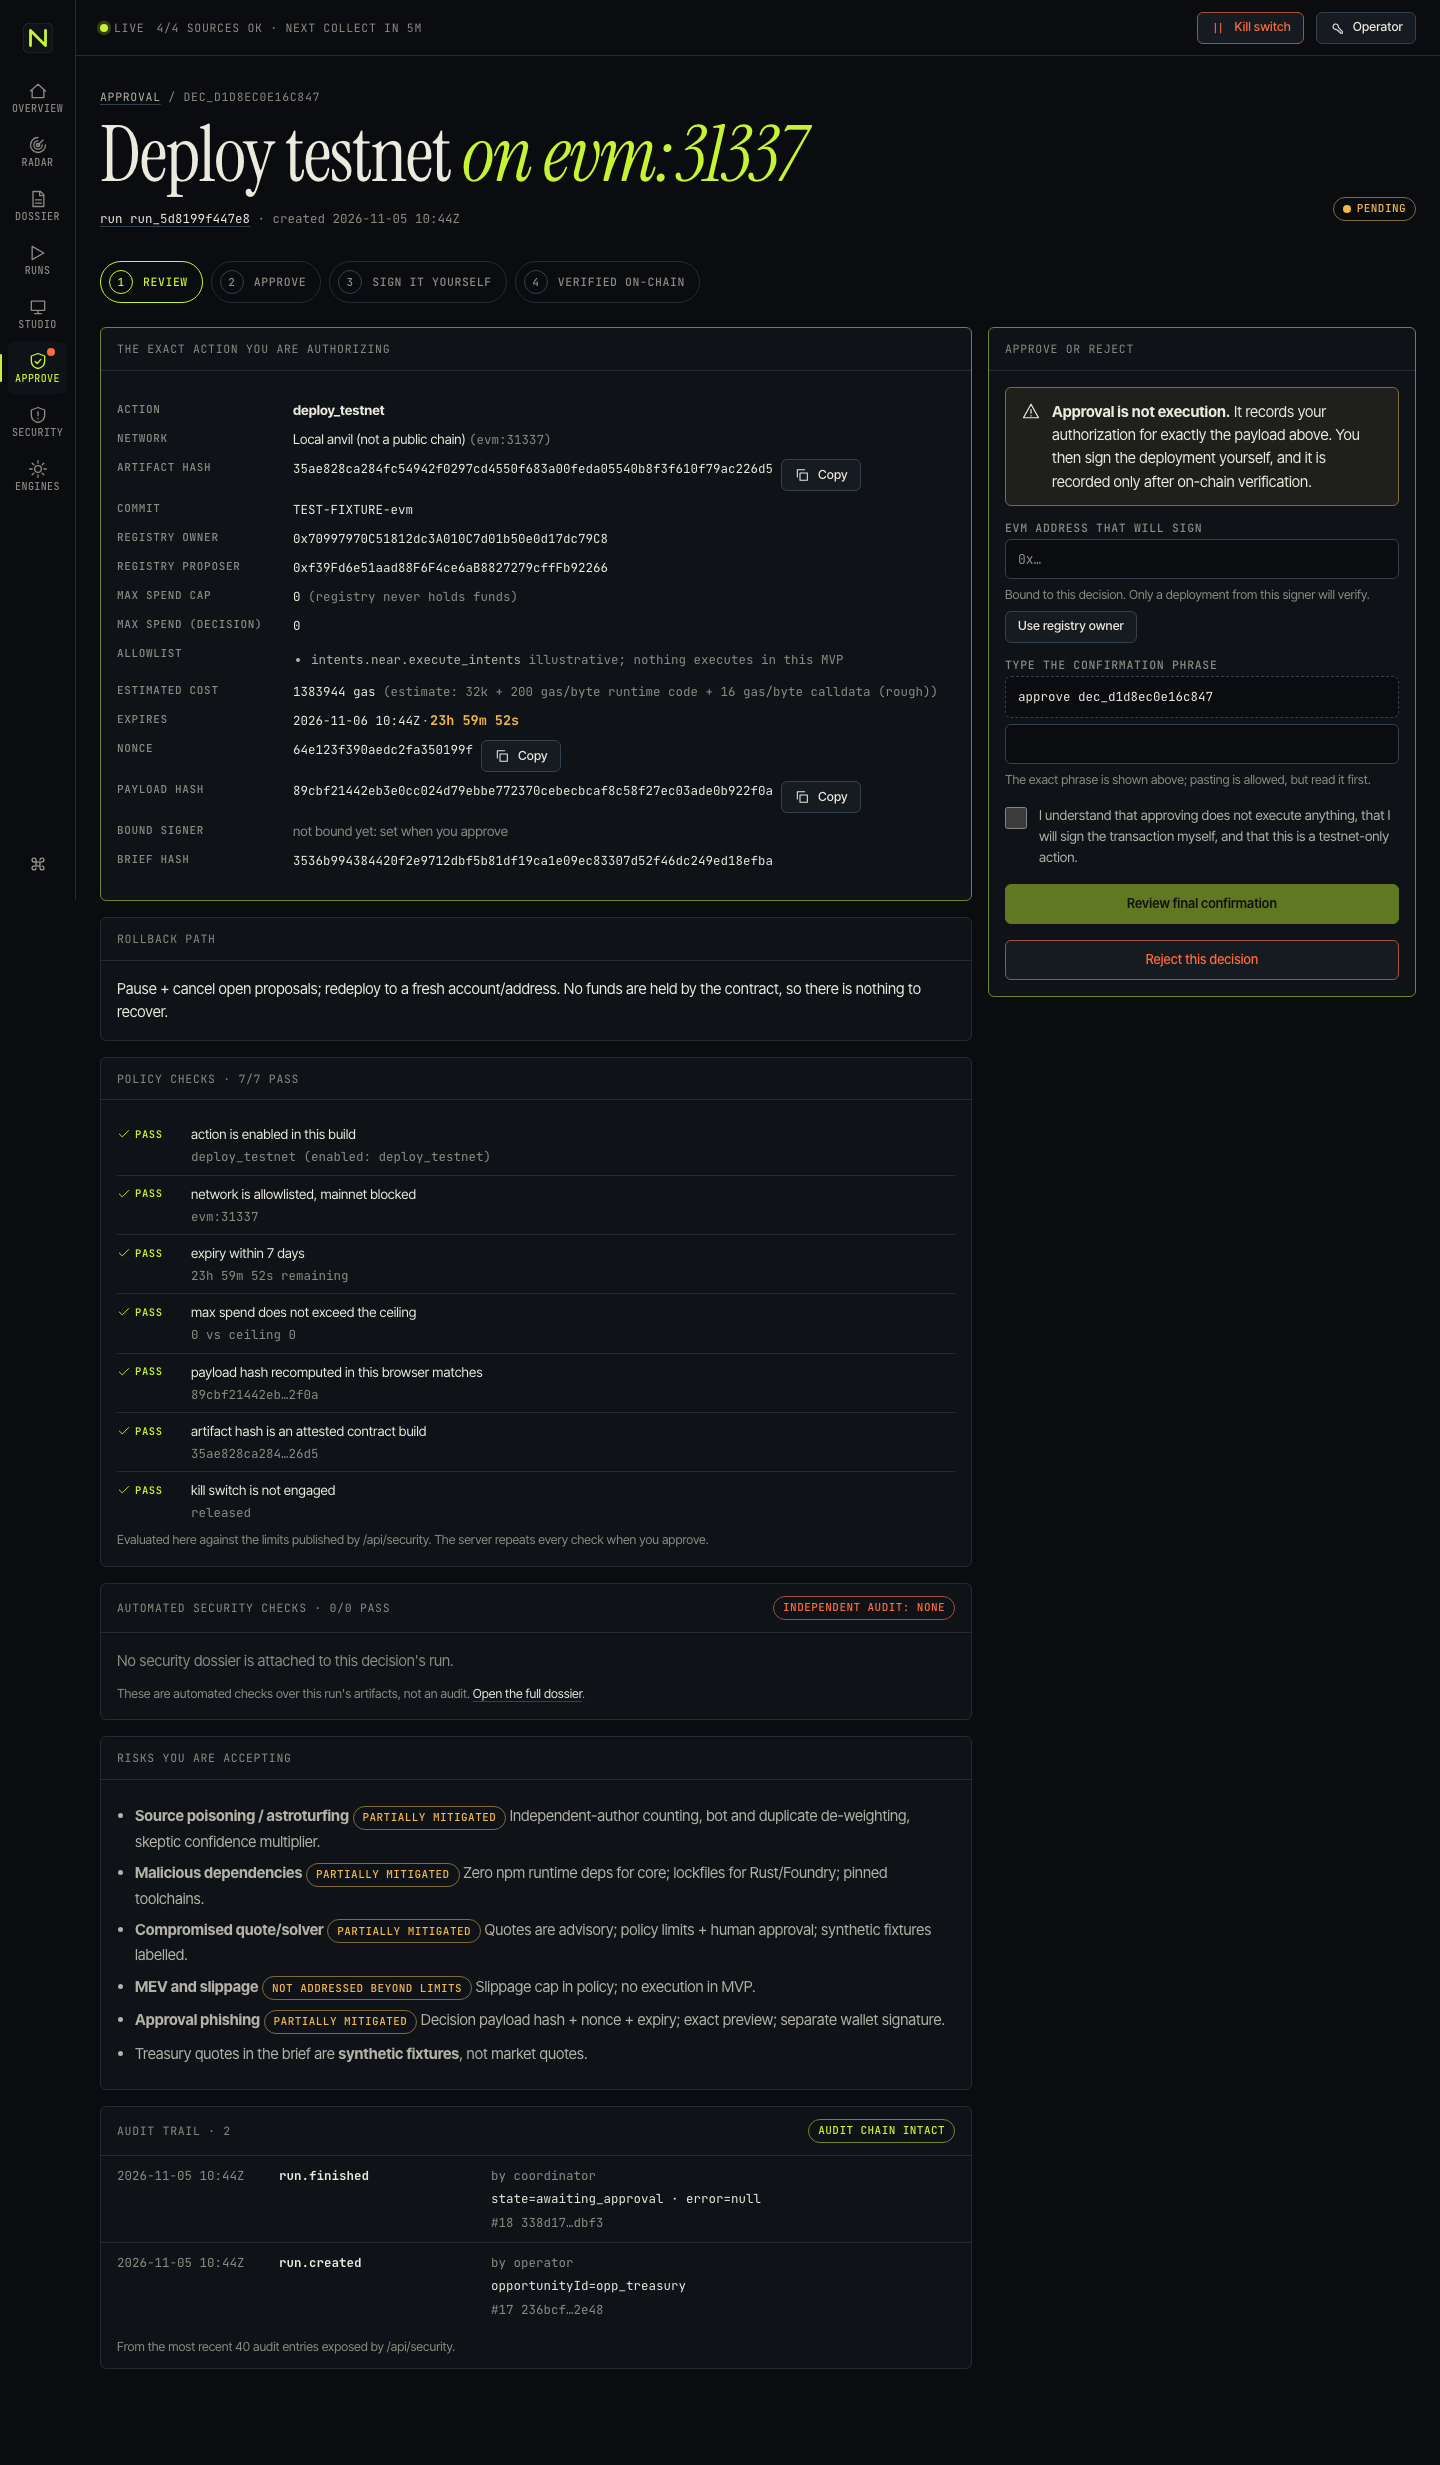 N
LIVE 4/4 SOURCES OK · NEXT COLLECT IN 5M
Kill switch
Operator
OVERVIEW
RADAR
DOSSIER
RUNS
STUDIO
APPROVE
SECURITY
ENGINES
APPROVAL / DEC_D1D8EC0E16C847
Deploy testnet on evm:31337
run run_5d8199f447e8 · created 2026-11-05 10:44Z
PENDING
1 REVIEW
2 APPROVE
3 SIGN IT YOURSELF
4 VERIFIED ON-CHAIN
THE EXACT ACTION YOU ARE AUTHORIZING
ACTION deploy_testnet
NETWORK Local anvil (not a public chain) (evm:31337)
ARTIFACT HASH 35ae828ca284fc54942f0297cd4550f683a00feda05540b8f3f610f79ac226d5 Copy
COMMIT TEST-FIXTURE-evm
REGISTRY OWNER 0x70997970C51812dc3A010C7d01b50e0d17dc79C8
REGISTRY PROPOSER 0xf39Fd6e51aad88F6F4ce6aB8827279cffFb92266
MAX SPEND CAP 0 (registry never holds funds)
MAX SPEND (DECISION) 0
ALLOWLIST • intents.near.execute_intents illustrative; nothing executes in this MVP
ESTIMATED COST 1383944 gas (estimate: 32k + 200 gas/byte runtime code + 16 gas/byte calldata (rough))
EXPIRES 2026-11-06 10:44Z · 23h 59m 52s
NONCE 64e123f390aedc2fa350199f Copy
PAYLOAD HASH 89cbf21442eb3e0cc024d79ebbe772370cebecbcaf8c58f27ec03ade0b922f0a Copy
BOUND SIGNER not bound yet: set when you approve
BRIEF HASH 3536b994384420f2e9712dbf5b81df19ca1e09ec83307d52f46dc249ed18efba
APPROVE OR REJECT
Approval is not execution. It records your
authorization for exactly the payload above. You
then sign the deployment yourself, and it is
recorded only after on-chain verification.
EVM ADDRESS THAT WILL SIGN
0x…
Bound to this decision. Only a deployment from this signer will verify.
Use registry owner
TYPE THE CONFIRMATION PHRASE
approve dec_d1d8ec0e16c847
The exact phrase is shown above; pasting is allowed, but read it first.
I understand that approving does not execute anything, that I
will sign the transaction myself, and that this is a testnet-only
action.
Review final confirmation
Reject this decision
ROLLBACK PATH
Pause + cancel open proposals; redeploy to a fresh account/address. No funds are held by the contract, so there is nothing to
recover.
POLICY CHECKS · 7/7 PASS
PASS action is enabled in this build
deploy_testnet (enabled: deploy_testnet)
PASS network is allowlisted, mainnet blocked
evm:31337
PASS expiry within 7 days
23h 59m 52s remaining
PASS max spend does not exceed the ceiling
0 vs ceiling 0
PASS payload hash recomputed in this browser matches
89cbf21442eb…2f0a
PASS artifact hash is an attested contract build
35ae828ca284…26d5
PASS kill switch is not engaged
released
Evaluated here against the limits published by /api/security. The server repeats every check when you approve.
AUTOMATED SECURITY CHECKS · 0/0 PASS
INDEPENDENT AUDIT: NONE
No security dossier is attached to this decision's run.
These are automated checks over this run's artifacts, not an audit. Open the full dossier.
RISKS YOU ARE ACCEPTING
• Source poisoning / astroturfing PARTIALLY MITIGATED Independent-author counting, bot and duplicate de-weighting,
skeptic confidence multiplier.
• Malicious dependencies PARTIALLY MITIGATED Zero npm runtime deps for core; lockfiles for Rust/Foundry; pinned
toolchains.
• Compromised quote/solver PARTIALLY MITIGATED Quotes are advisory; policy limits + human approval; synthetic fixtures
labelled.
• MEV and slippage NOT ADDRESSED BEYOND LIMITS Slippage cap in policy; no execution in MVP.
• Approval phishing PARTIALLY MITIGATED Decision payload hash + nonce + expiry; exact preview; separate wallet signature.
• Treasury quotes in the brief are synthetic fixtures, not market quotes.
AUDIT TRAIL · 2
AUDIT CHAIN INTACT
2026-11-05 10:44Z run.finished by coordinator
state=awaiting_approval · error=null
#18 338d17…dbf3
2026-11-05 10:44Z run.created by operator
opportunityId=opp_treasury
#17 236bcf…2e48
From the most recent 40 audit entries exposed by /api/security.